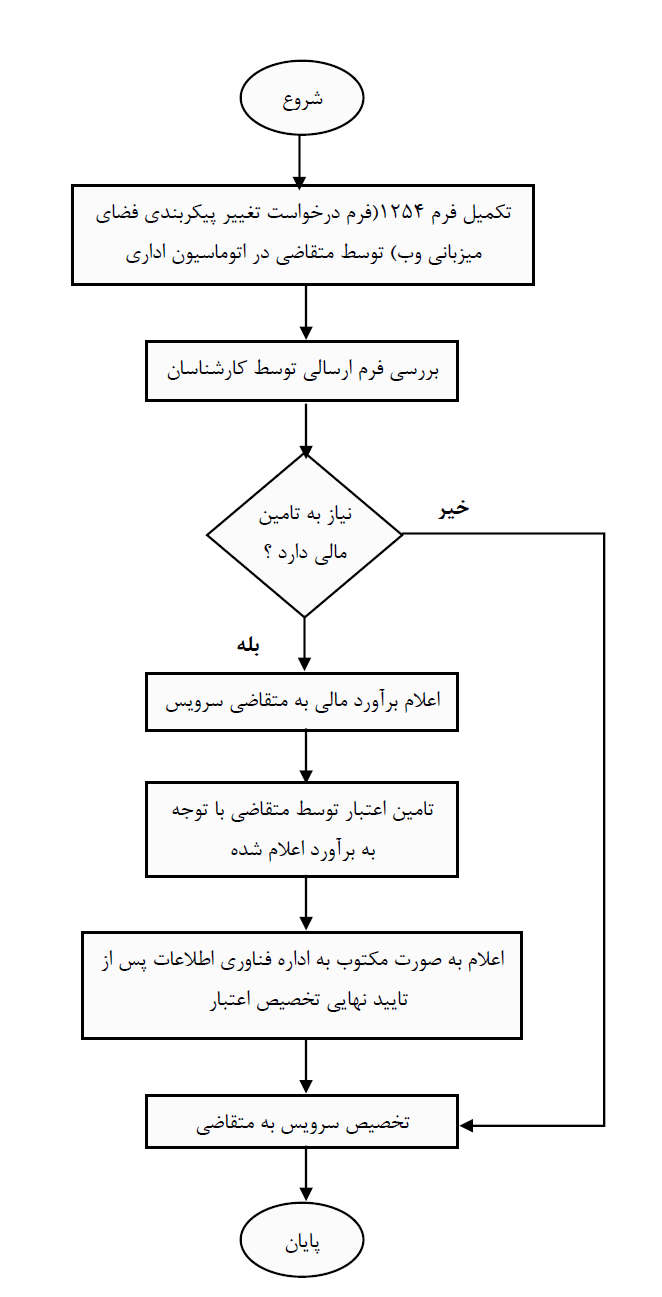 شروع
تکمیل فرم ۱۲۵۴(فرم درخواست تغییر پیکربندی فضای
میزبانی وب) توسط متقاضی در اتوماسیون اداری
بررسی فرم ارسالی توسط کارشناسان
نیاز به تامین
مالی دارد ؟
خیر
بله
اعلام برآورد مالی به متقاضی سرویس
تامین اعتبار توسط متقاضی با توجه
به برآورد اعلام شده
اعلام به صورت مکتوب به اداره فناوری اطلاعات پس از
تایید نهایی تخصیص اعتبار
تخصیص سرویس به متقاضی
پایان